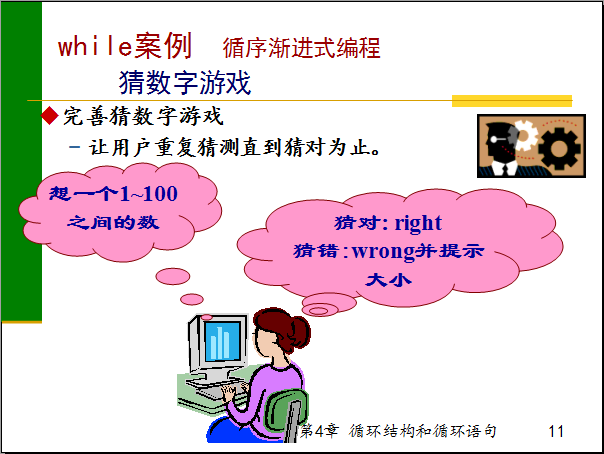 while案例 循序渐进式编程
猜数字游戏
完善猜数字游戏
– 让用户重复猜测直到猜对为止。
想一个1~100
之间的数
猜对: right
猜错:wrong并提示
大小
第4章 循环结构和循环语句
11